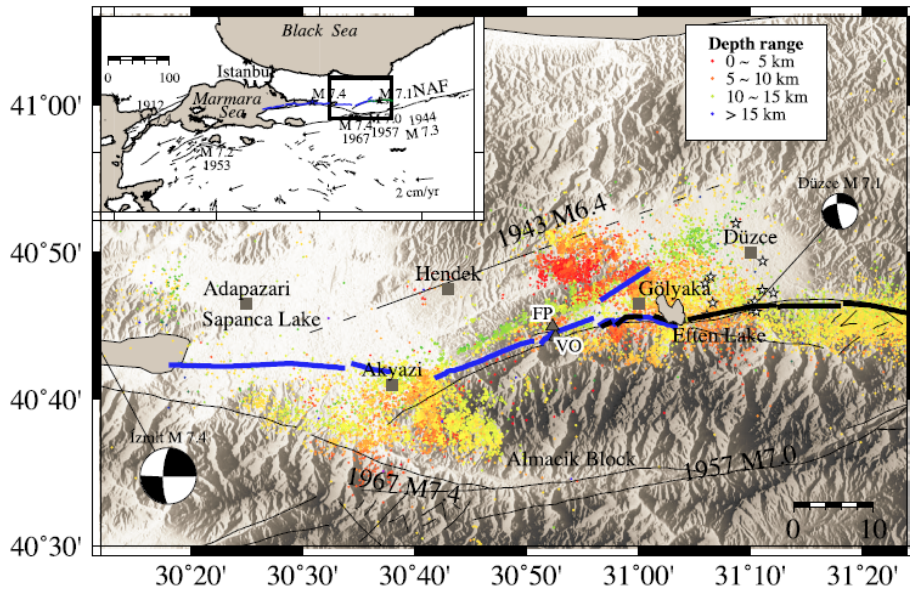 Black Sea
0
100
Istanbul
M 7.4
M 7.1
NAF
Marmara
Sea
1912
M 7.4
M 7.0
1944
1967
1957
M 7.3
M 7.2
1953
2 cm/yr
Depth range
0 ~ 5 km
5 ~ 10 km
10 ~ 15 km
> 15 km
Düzce M 7.1
1943 M6.4
Düzce
Hendek
Adapazari
Gölyaka
Sapanca Lake
FP
VO
Eften Lake
Akyazi
İzmit M 7.4
Almacik Block
1967 M7.4
1957 M7.0
0
10
41˚00'
40˚50'
40˚40'
40˚30'
30˚20'
30˚30'
30˚40'
30˚50'
31˚00'
31˚10'
31˚20'